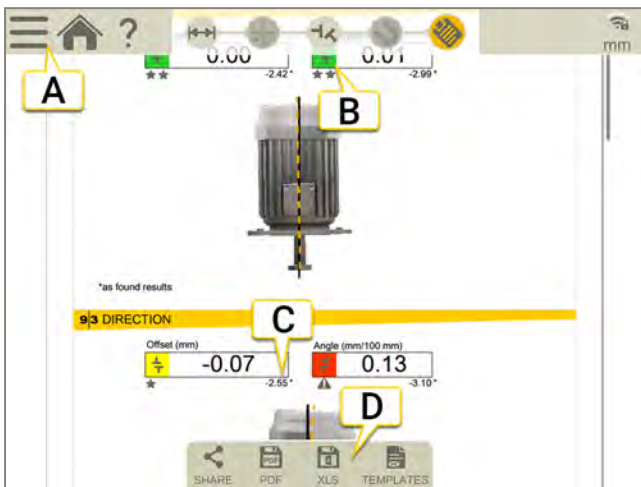 ?
mm
A
0.00
0.01
-2.42°
-2.99°
B
*as found results
9|3 DIRECTION
C
Offset (mm)
Angle (mm/100 mm)
-0.07
0.13
-2.55°
-3.10°
D
PDF
SHARE
PDF
XLS
TEMPLATES